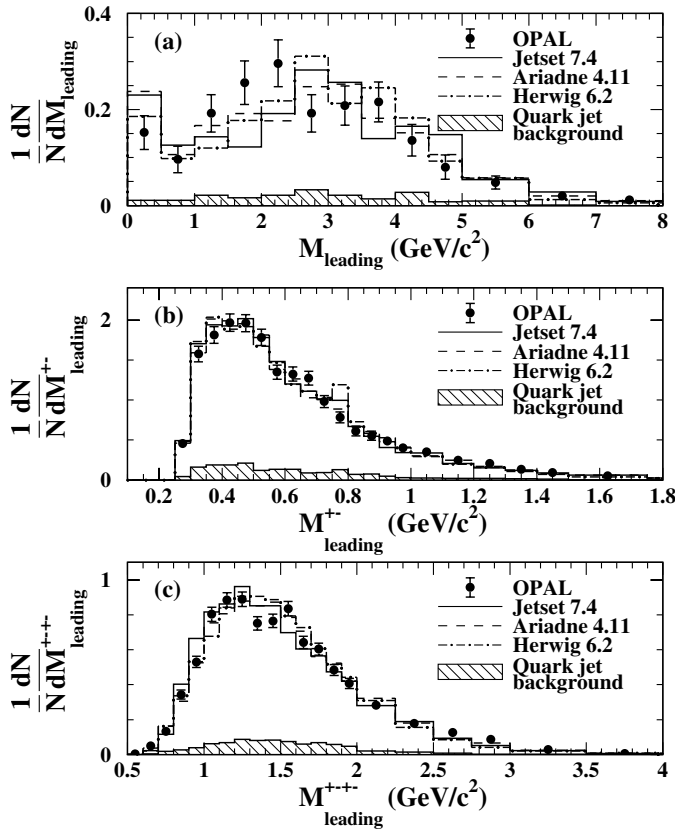 (a)
OPAL
Jetset 7.4
Ariadne 4.11
Herwig 6.2
Quark jet
background
1 dN
N dM leading
0.4
0.2
0
0 1 2 3 4 5 6 7 8
M leading (GeV/c²)
(b)
OPAL
Jetset 7.4
Ariadne 4.11
Herwig 6.2
Quark jet
background
1 dN
N dM +- leading
2
0
0.2 0.4 0.6 0.8 1 1.2 1.4 1.6 1.8
M +- leading (GeV/c²)
(c)
OPAL
Jetset 7.4
Ariadne 4.11
Herwig 6.2
Quark jet
background
1 dN
N dM +-+- leading
1
0
0.5 1 1.5 2 2.5 3 3.5 4
M +-+- leading (GeV/c²)